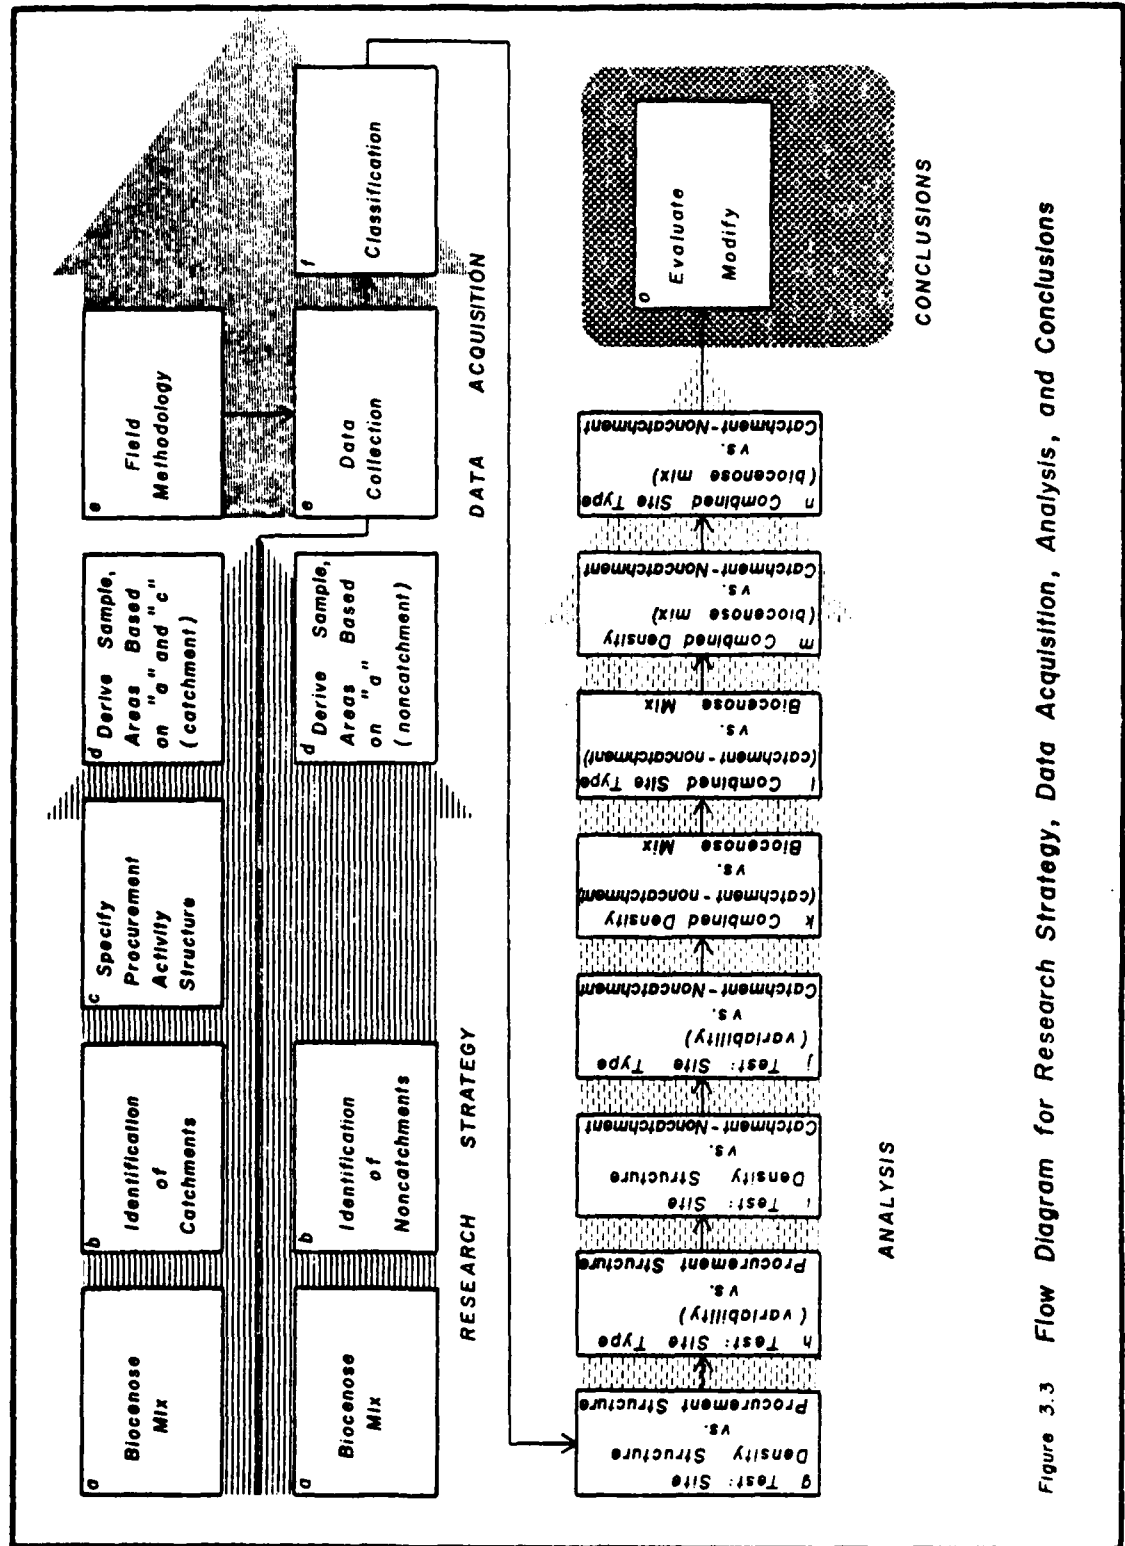 a
Biocenose
Mix
b
Identification
of
Catchments
c Specify
Procurement
Activity
Structure
d Derive Sample,
Areas Based
on "a" and "c"
(catchment)
e
Field
Methodology
a
Biocenose
Mix
b
Identification
of
Noncatchments
d Derive Sample,
Areas Based
on "a"
(noncatchment)
e
Data
Collection
f
Classification
RESEARCH STRATEGY
DATA ACQUISITION
g Test: Site
Density Structure
vs.
Procurement Structure
h Test: Site Type
(variability)
vs.
Procurement Structure
i Test: Site
Density Structure
vs.
Catchment-Noncatchment
j Test: Site Type
(variability)
vs.
Catchment-Noncatchment
k Combined Density
(catchment-noncatchment)
vs.
Biocenose Mix
l Combined Site Type
(catchment-noncatchment)
vs.
Biocenose Mix
m Combined Density
(biocenose mix)
vs.
Catchment-Noncatchment
n Combined Site Type
(biocenose mix)
vs.
Catchment-Noncatchment
o
Evaluate
Modify
ANALYSIS
CONCLUSIONS
Figure 3.3 Flow Diagram for Research Strategy, Data Acquisition, Analysis, and Conclusions